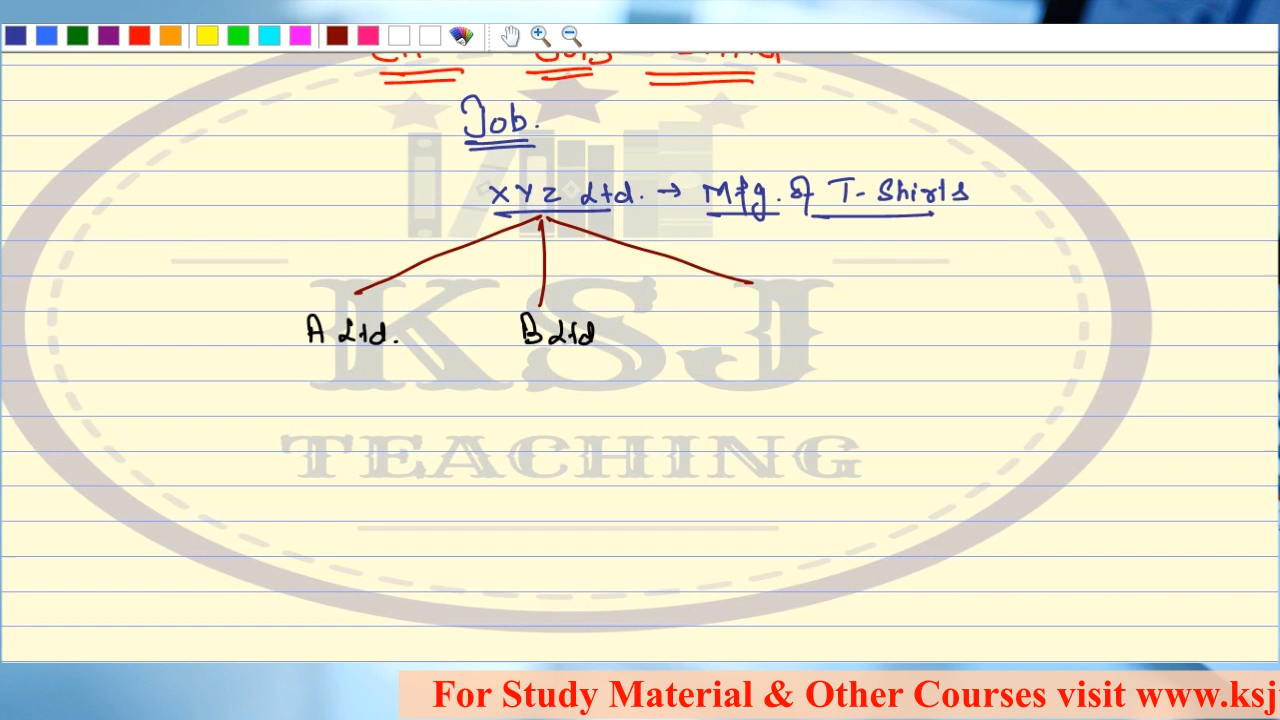 Job.
XYZ Ltd. → Mfg. of T-Shirts
A Ltd. B Ltd
KSJ
TEACHING
For Study Material & Other Courses visit www.ksj